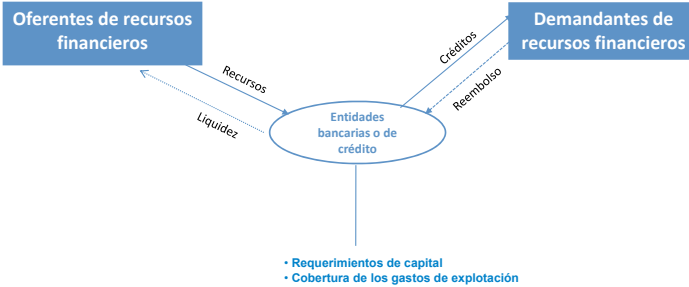 Oferentes de recursos
financieros
Demandantes de
recursos financieros
Recursos
Liquidez
Créditos
Reembolso
Entidades
bancarias o de
crédito
• Requerimientos de capital
• Cobertura de los gastos de explotación